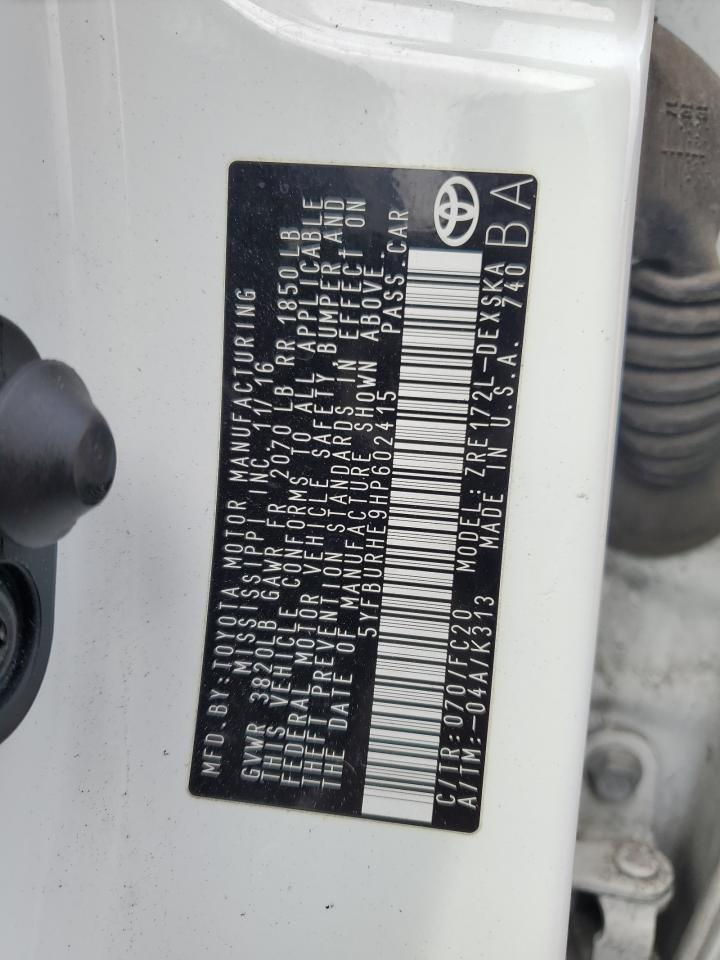 MFD BY:TOYOTA MOTOR MANUFACTURING
MISSISSIPPI INC. 11/16
GVWR 3820LB GAWR FR 2070 LB RR 1850 LB
THIS VEHICLE CONFORMS TO ALL APPLICABLE
FEDERAL MOTOR VEHICLE SAFETY BUMPER AND
THEFT PREVENTION STANDARDS IN EFFECT ON
THE DATE OF MANUFACTURE SHOWN ABOVE.
5YFBURHE9HP602415 PASS.CAR
C/TR:070/FC20 MODEL: ZRE172L-DEXSKA
A/TM:-04A/K313 MADE IN U.S.A. 740
BA